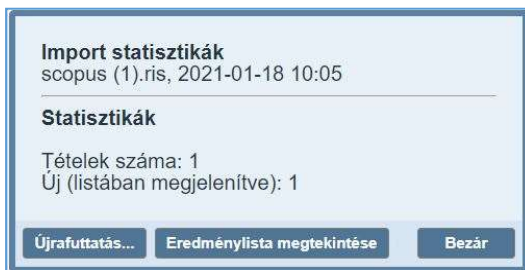 Import statisztikák
scopus (1).ris, 2021-01-18 10:05
Statisztikák
Tételek száma: 1
Új (listában megjelenítve): 1
Újrafuttatás... Eredménylista megtekintése Bezár